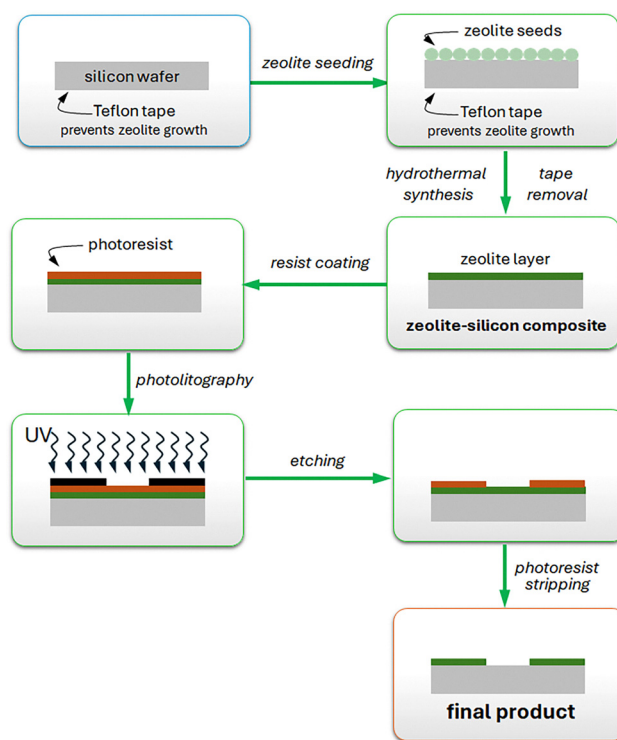 silicon wafer
Teflon tape
prevents zeolite growth
zeolite seeding
zeolite seeds
Teflon tape
prevents zeolite growth
hydrothermal
synthesis
tape
removal
photoresist
resist coating
zeolite layer
zeolite-silicon composite
photolitography
UV
etching
photoresist
stripping
final product